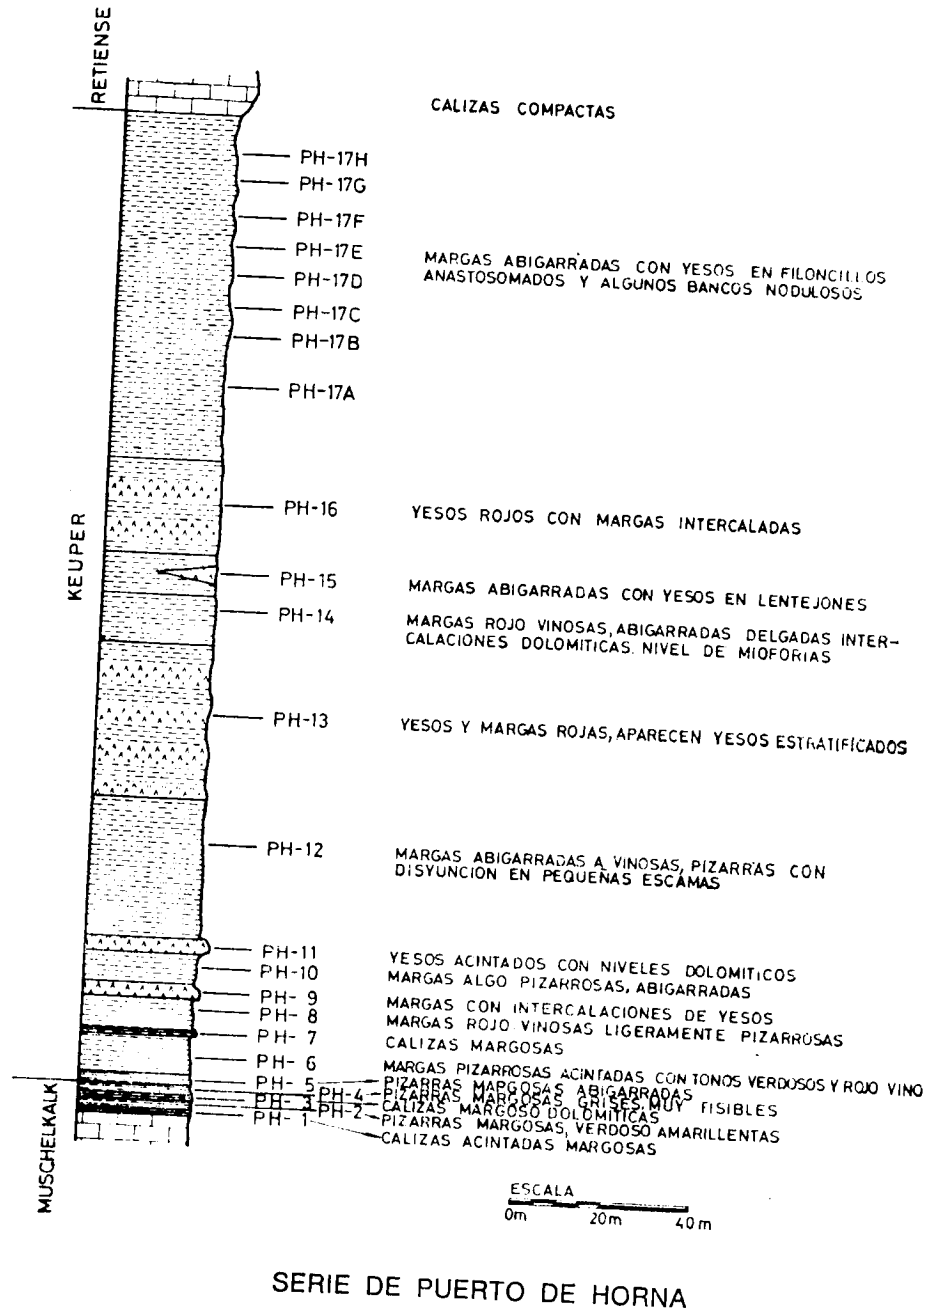 RETIENSE
CALIZAS COMPACTAS
PH-17H
PH-17G
PH-17F
PH-17E
PH-17D
PH-17C
PH-17B
PH-17A
MARGAS ABIGARRADAS CON YESOS EN FILONCILLOS
ANASTOSOMADOS Y ALGUNOS BANCOS NODULOSOS
KEUPER
PH-16
YESOS ROJOS CON MARGAS INTERCALADAS
PH-15
MARGAS ABIGARRADAS CON YESOS EN LENTEJONES
PH-14
MARGAS ROJO VINOSAS, ABIGARRADAS DELGADAS INTER-
CALACIONES DOLOMITICAS. NIVEL DE MIOFORIAS
PH-13
YESOS Y MARGAS ROJAS, APARECEN YESOS ESTRATIFICADOS
PH-12
MARGAS ABIGARRADAS A VINOSAS, PIZARRAS CON
DISYUNCION EN PEQUEÑAS ESCAMAS
PH-11
YESOS ACINTADOS CON NIVELES DOLOMITICOS
PH-10
MARGAS ALGO PIZARROSAS, ABIGARRADAS
PH- 9
MARGAS CON INTERCALACIONES DE YESOS
PH- 8
MARGAS ROJO VINOSAS LIGERAMENTE PIZARROSAS
PH- 7
CALIZAS MARGOSAS
PH- 6
MARGAS PIZARROSAS ACINTADAS CON TONOS VERDOSOS Y ROJO VINO
PH- 5
PIZARRAS MARGOSAS ABIGARRADAS
PH-4
PIZARRAS MARGOSAS GRISES, MUY FISIBLES
PH- 3
CALIZAS MARGOSO DOLOMITICAS
PH-2
PIZARRAS MARGOSAS, VERDOSO AMARILLENTAS
PH- 1
CALIZAS ACINTADAS MARGOSAS
MUSCHELKALK
ESCALA
0m 20m 40m
SERIE DE PUERTO DE HORNA